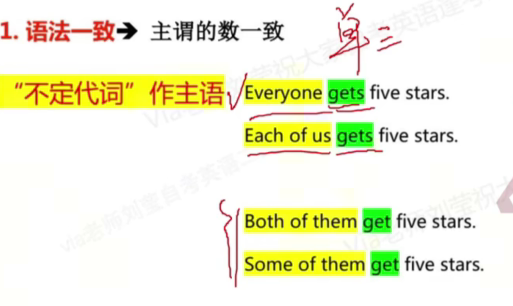 1. 语法一致➔ 主谓的数一致
单三
“不定代词”作主语 Everyone gets five stars.
Each of us gets five stars.
Both of them get five stars.
Some of them get five stars.